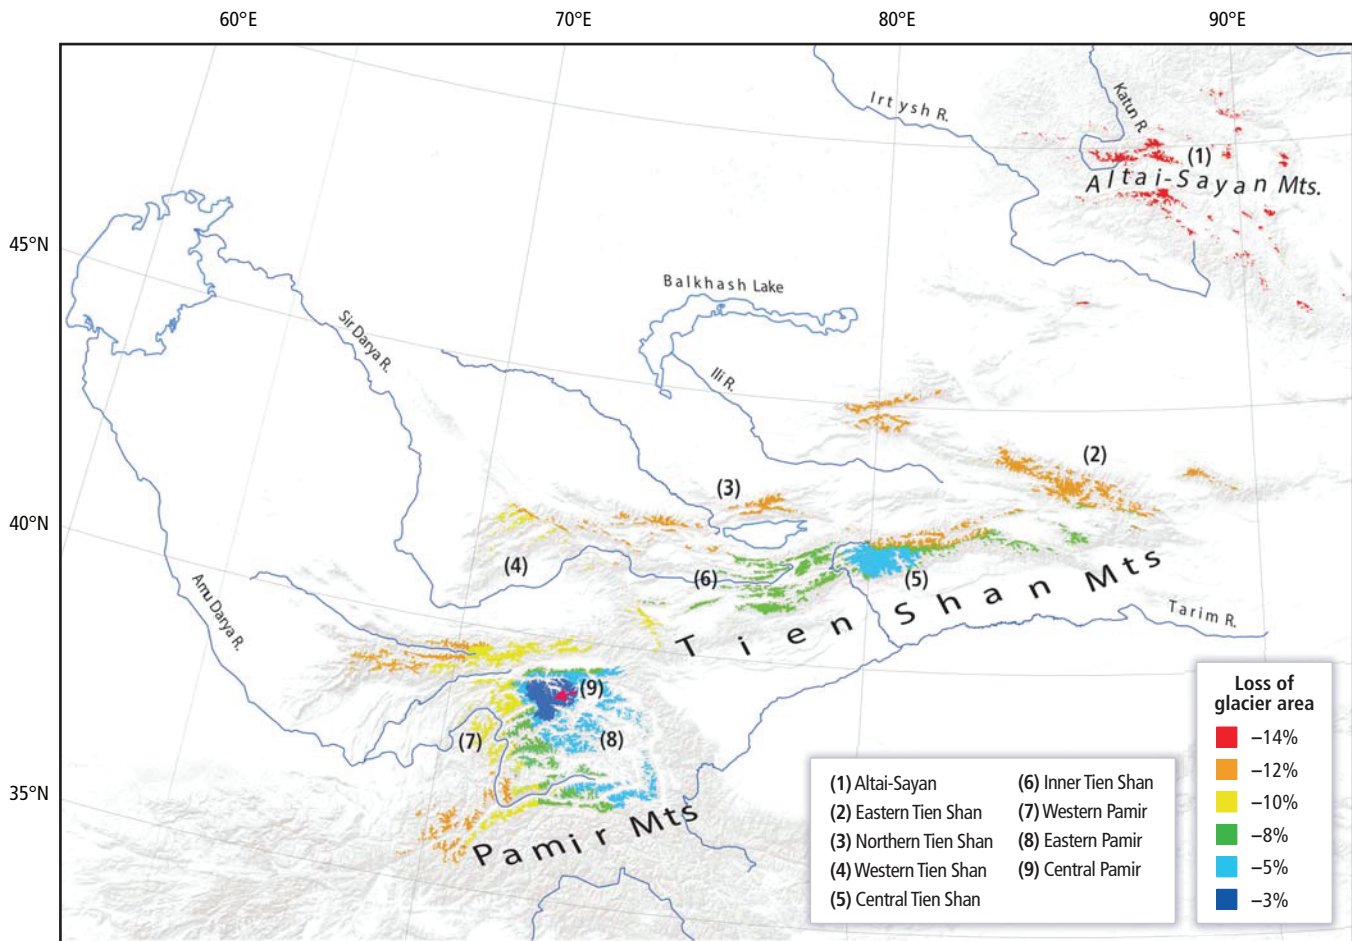 60°E
70°E
80°E
90°E
Irtysh R.
Katun R.
(1)
Altai-Sayan Mts.
45°N
Balkhash Lake
Sir Darya R.
Ili R.
(2)
(3)
40°N
(4)
(6)
(5)
Tien Shan Mts
Amu Darya R.
Tarim R.
(9)
(7)
(8)
35°N
Pamir Mts
(1) Altai-Sayan
(2) Eastern Tien Shan
(3) Northern Tien Shan
(4) Western Tien Shan
(5) Central Tien Shan
(6) Inner Tien Shan
(7) Western Pamir
(8) Eastern Pamir
(9) Central Pamir
Loss of
glacier area
–14%
–12%
–10%
–8%
–5%
–3%